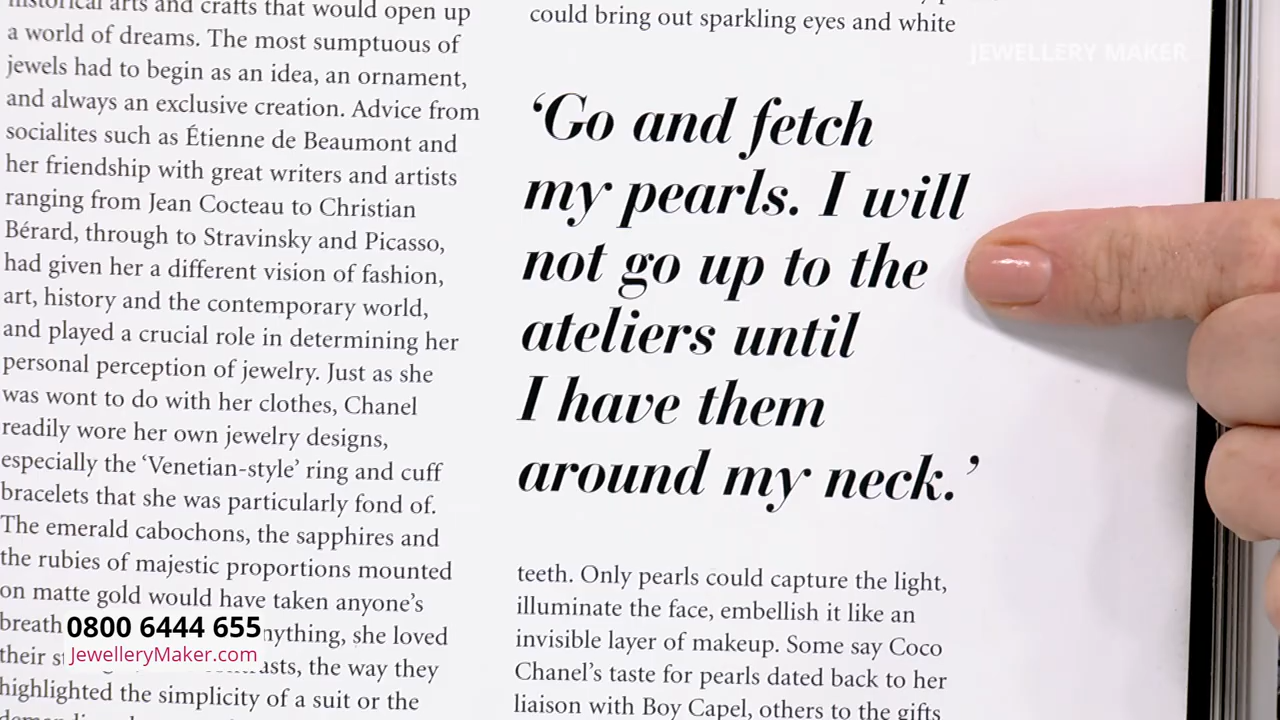 historical arts and crafts that would open up
a world of dreams. The most sumptuous of
jewels had to begin as an idea, an ornament,
and always an exclusive creation. Advice from
socialites such as Étienne de Beaumont and
her friendship with great writers and artists
ranging from Jean Cocteau to Christian
Bérard, through to Stravinsky and Picasso,
had given her a different vision of fashion,
art, history and the contemporary world,
and played a crucial role in determining her
personal perception of jewelry. Just as she
was wont to do with her clothes, Chanel
readily wore her own jewelry designs,
especially the ‘Venetian-style’ ring and cuff
bracelets that she was particularly fond of.
The emerald cabochons, the sapphires and
the rubies of majestic proportions mounted
on matte gold would have taken anyone’s
she loved
their the way they
highlighted the simplicity of a suit or the
could bring out sparkling eyes and white
‘Go and fetch
my pearls. I will
not go up to the
ateliers until
I have them
around my neck.’
teeth. Only pearls could capture the light,
illuminate the face, embellish it like an
invisible layer of makeup. Some say Coco
Chanel’s taste for pearls dated back to her
liaison with Boy Capel, others to the gifts
JEWELLERY MAKER
0800 6444 655
JewelleryMaker.com